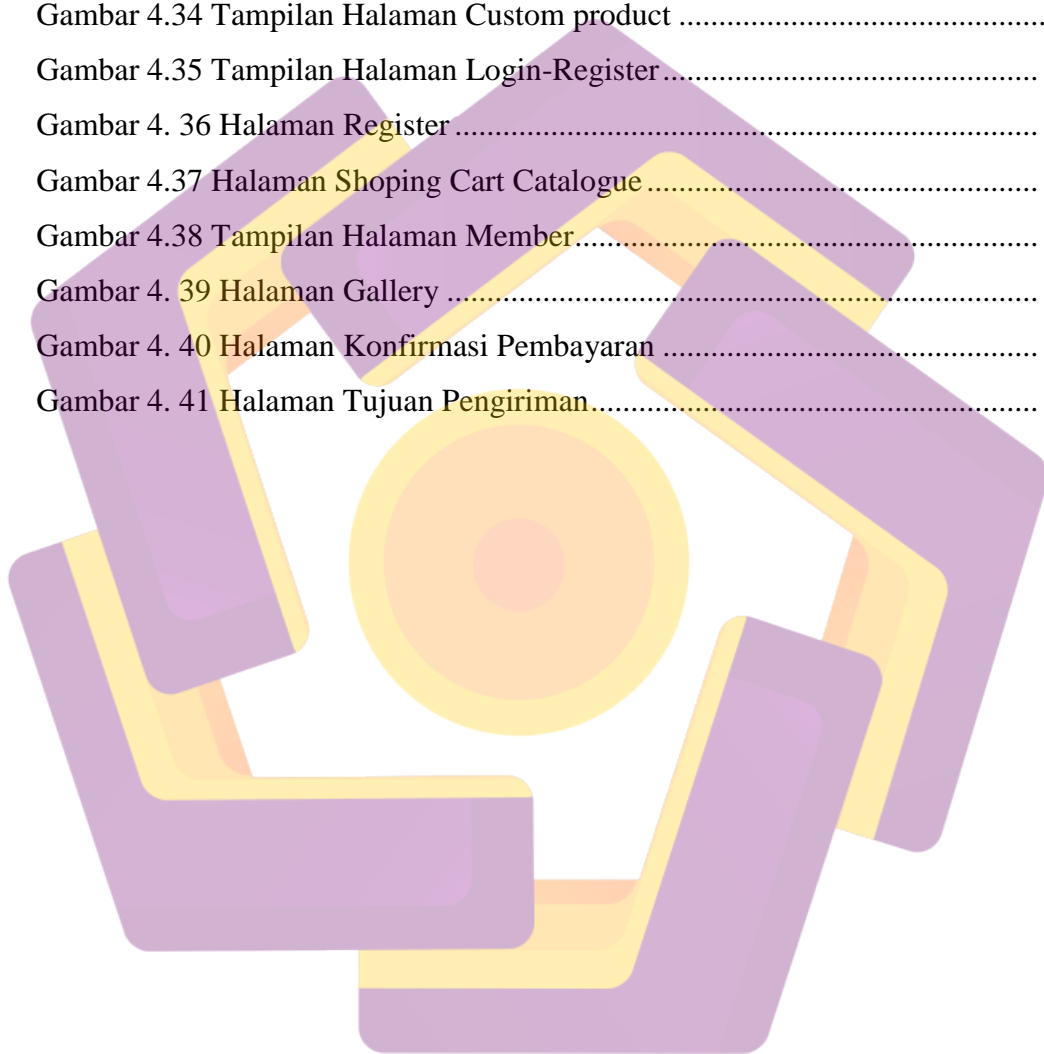 Gambar 4.34 Tampilan Halaman Custom product ............................................
Gambar 4.35 Tampilan Halaman Login-Register..............................................
Gambar 4. 36 Halaman Register.......................................................................
Gambar 4.37 Halaman Shoping Cart Catalogue................................................
Gambar 4.38 Tampilan Halaman Member........................................................
Gambar 4. 39 Halaman Gallery ........................................................................
Gambar 4. 40 Halaman Konfirmasi Pembayaran ..............................................
Gambar 4. 41 Halaman Tujuan Pengiriman......................................................